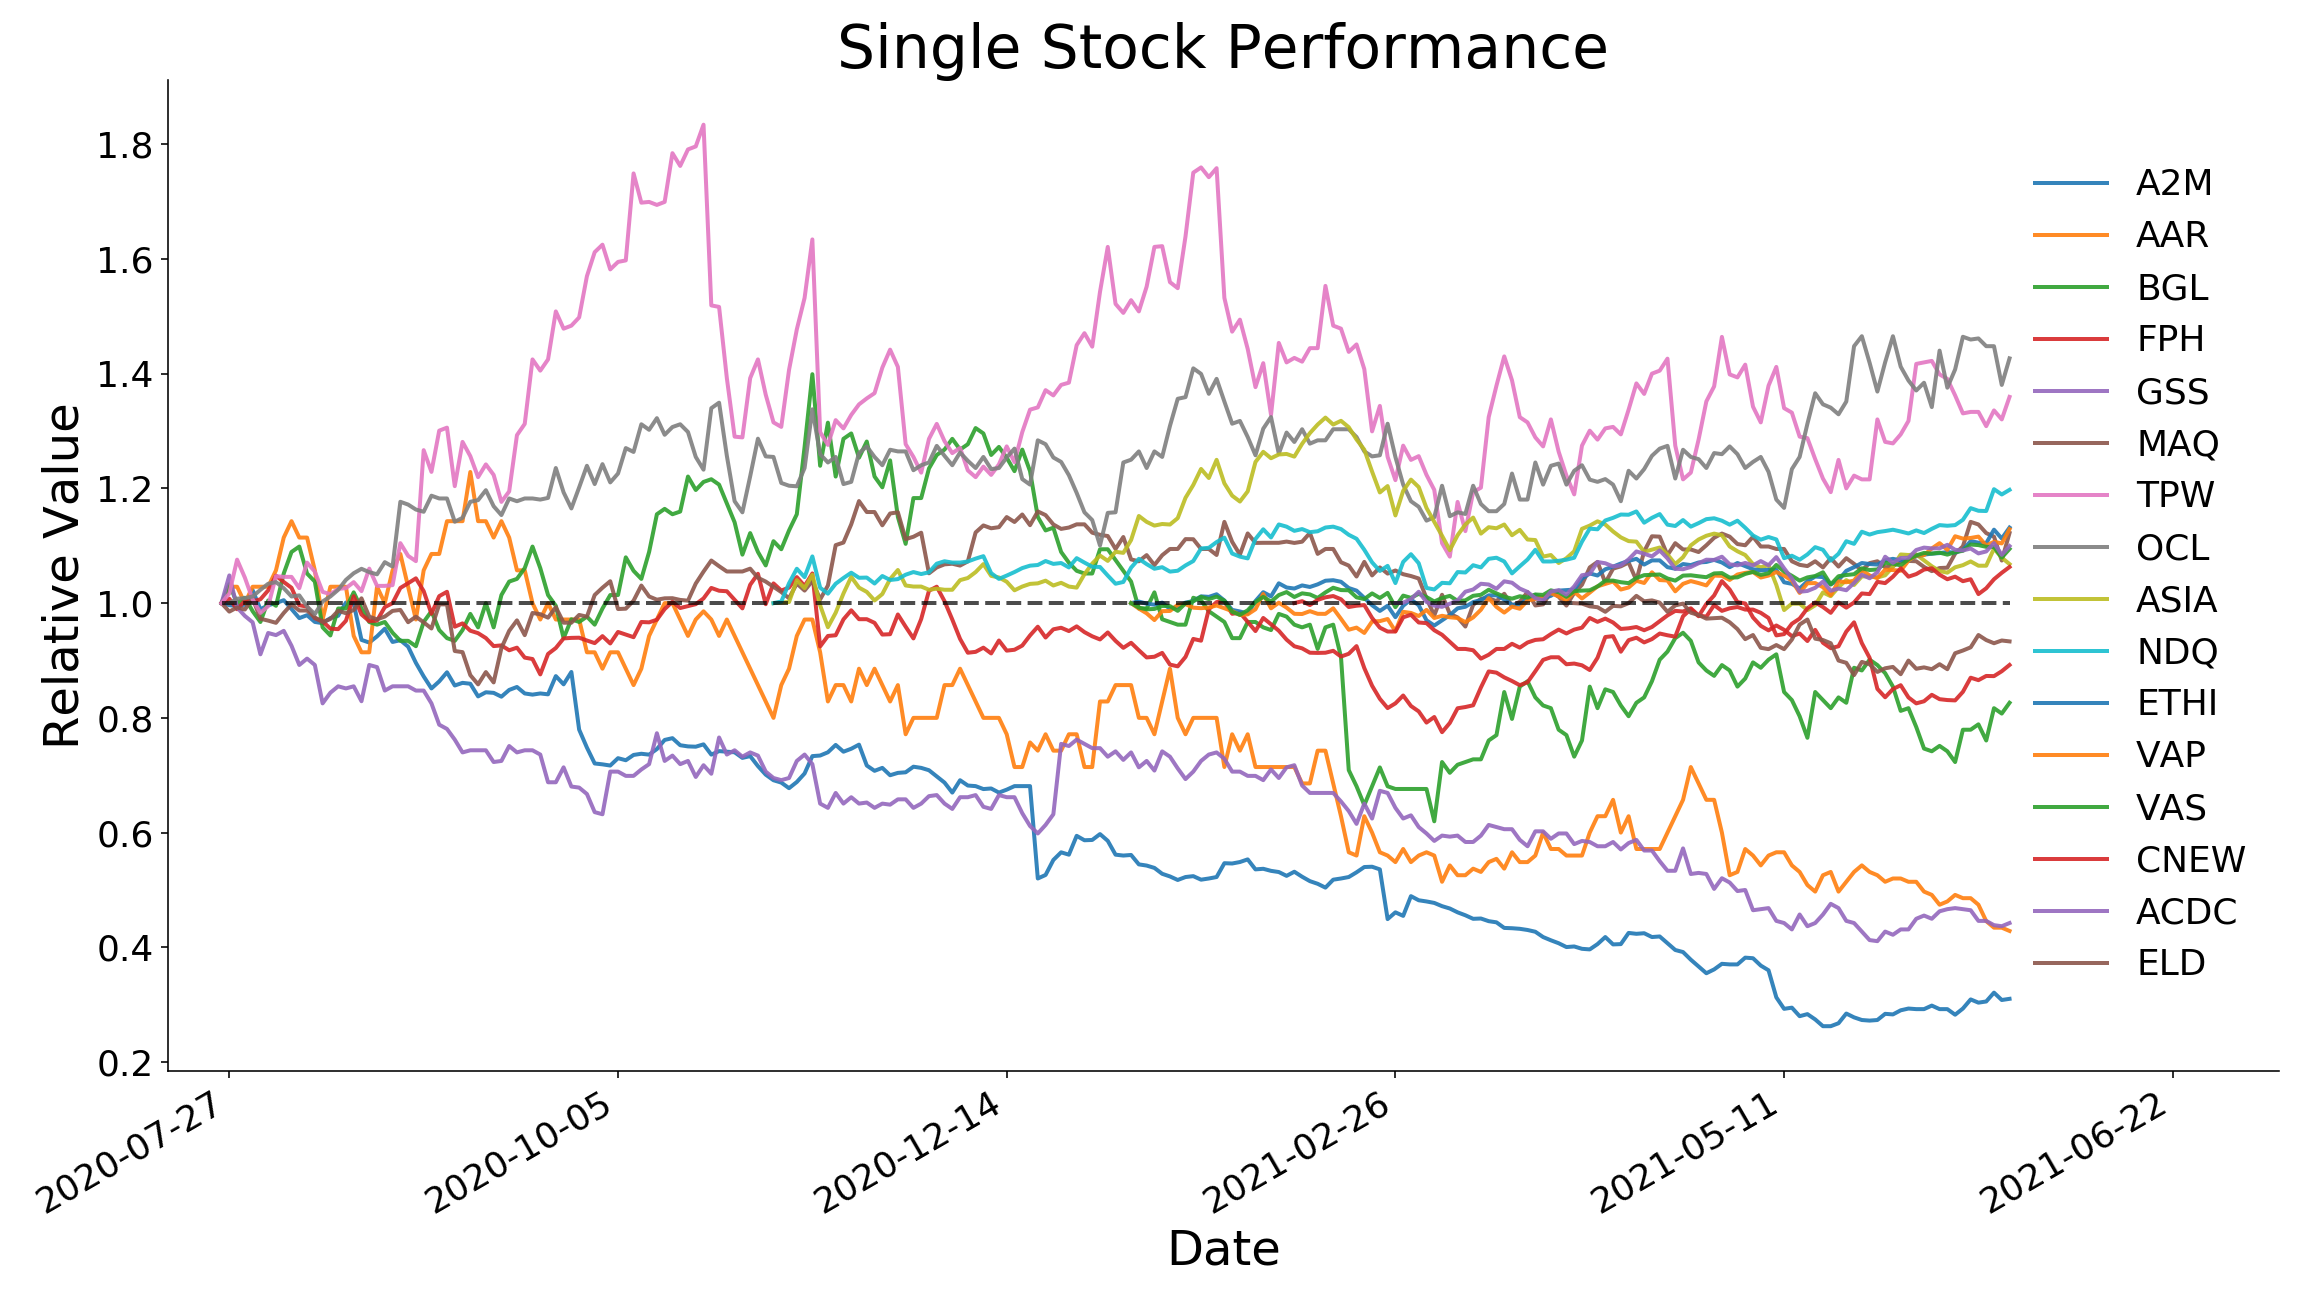 Single Stock Performance
Relative Value
1.8
1.6
1.4
1.2
1.0
0.8
0.6
0.4
0.2
A2M
AAR
BGL
FPH
GSS
MAQ
TPW
OCL
ASIA
NDQ
ETHI
VAP
VAS
CNEW
ACDC
ELD
2020-07-27
2020-10-05
2020-12-14
2021-02-26
2021-05-11
2021-06-22
Date